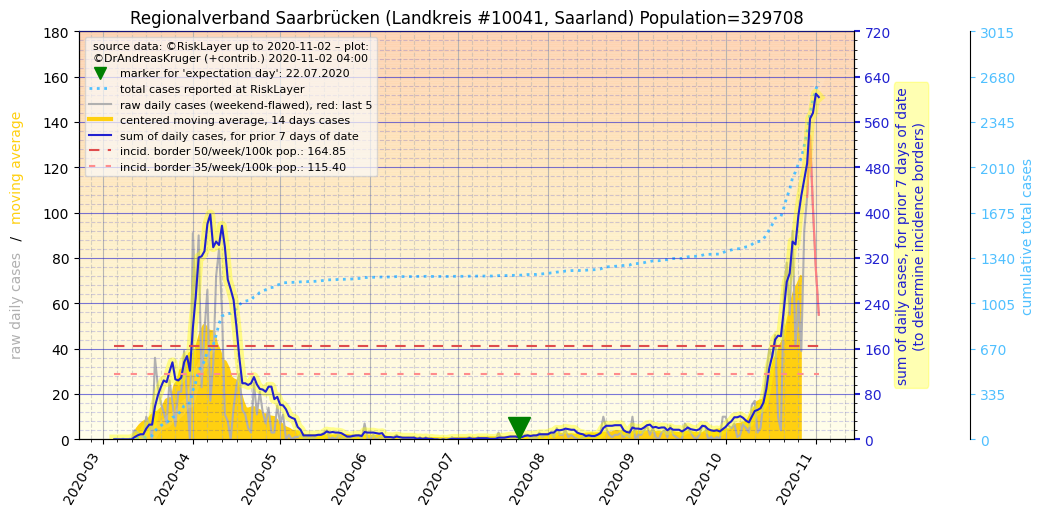 Regionalverband Saarbrücken (Landkreis #10041, Saarland) Population=329708
source data: ©RiskLayer up to 2020-11-02 – plot:
©DrAndreasKruger (+contrib.) 2020-11-02 04:00
marker for 'expectation day': 22.07.2020
total cases reported at RiskLayer
raw daily cases (weekend-flawed), red: last 5
centered moving average, 14 days cases
sum of daily cases, for prior 7 days of date
incid. border 50/week/100k pop.: 164.85
incid. border 35/week/100k pop.: 115.40
raw daily cases / moving average
180
160
140
120
100
80
60
40
20
0
2020-03
2020-04
2020-05
2020-06
2020-07
2020-08
2020-09
2020-10
2020-11
720
640
560
480
400
320
240
160
80
0
sum of daily cases, for prior 7 days of date
(to determine incidence borders)
3015
2680
2345
2010
1675
1340
1005
670
335
0
cumulative total cases